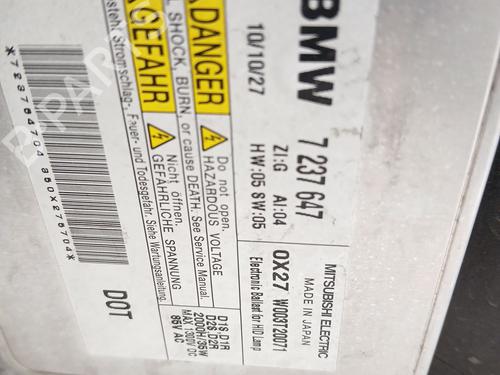 BMW
7 237 647
10/10/27
ZI:G AI:04
HW:05 SW:05
MITSUBISHI ELECTRIC
MADE IN JAPAN
0X27 W003T20071
Electronic Ballast for HID Lamp
DANGER
SHOCK, BURN,
or cause DEATH. See Service Manual.
Do not open.
HAZARDOUS VOLTAGE
GEFAHR
steht Stromschlag-, Feuer-
und Todesgefahr. Siehe Wartungsanleitung.
Nicht öffnen.
GEFÄHRLICHE SPANNUNG
D1S,D1R
D2S,D2R
2000H/35W
MAX 1300V DC
85V AC
DOT
B-PARTS